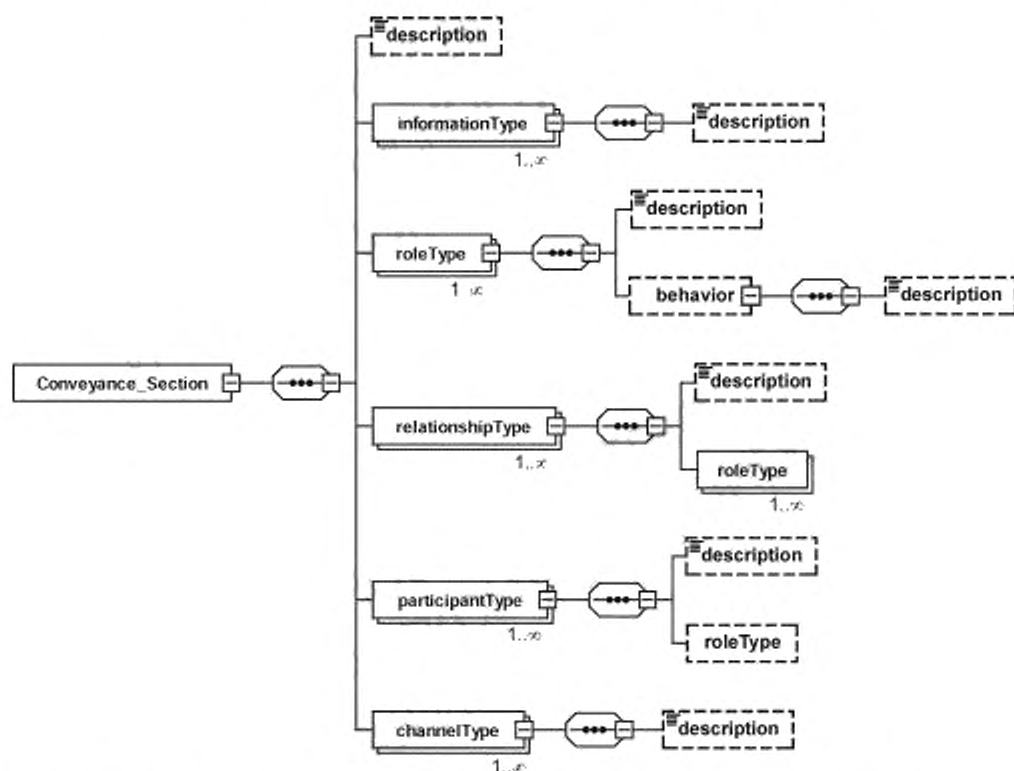 description
informationType
description
1..∞
description
roleType
1..∞
behavior
description
Conveyance_Section
description
relationshipType
1..∞
roleType
1..∞
description
participantType
1..∞
roleType
channelType
description
1..∞